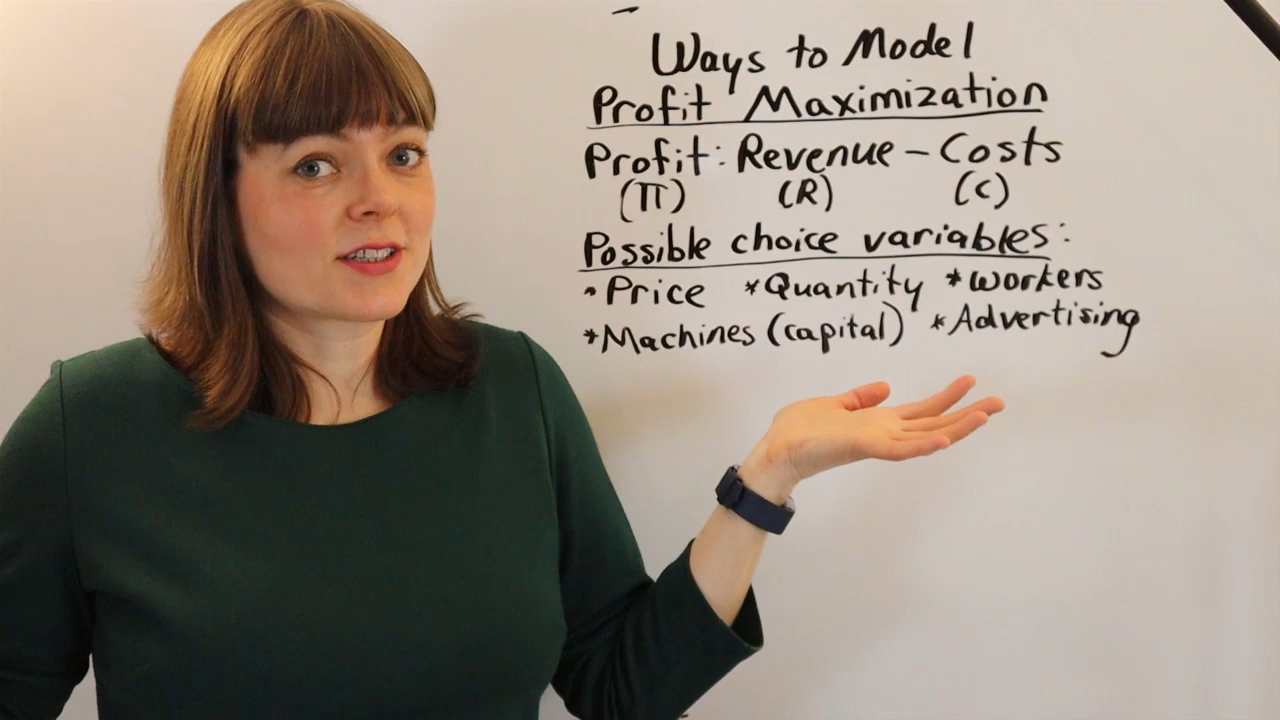 Ways to Model
Profit Maximization
Profit: Revenue - Costs
(π) (R) (C)
Possible choice variables:
• Price *Quantity *Workers
*Machines (capital) *Advertising